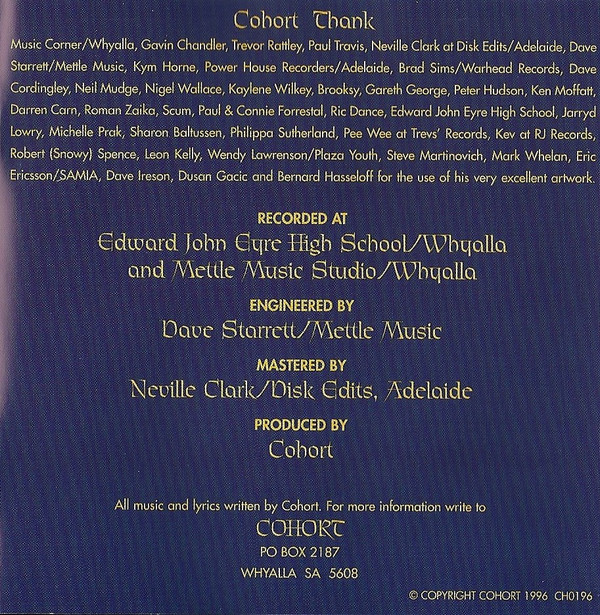 Cohort Thank
Music Corner/Whyalla, Gavin Chandler, Trevor Rattley, Paul Travis, Neville Clark at Disk Edits/Adelaide, Dave
Starrett/Mettle Music, Kym Horne, Power House Recorders/Adelaide, Brad Sims/Warhead Records, Dave
Cordingley, Neil Mudge, Nigel Wallace, Kaylene Wilkey, Brooksy, Gareth George, Peter Hudson, Ken Moffatt,
Darren Carn, Roman Zaika, Scum, Paul & Connie Forrestal, Ric Dance, Edward John Eyre High School, Jarryd
Lowry, Michelle Prak, Sharon Baltussen, Philippa Sutherland, Pee Wee at Trevs' Records, Kev at RJ Records,
Robert (Snowy) Spence, Leon Kelly, Wendy Lawrenson/Plaza Youth, Steve Martinovich, Mark Whelan, Eric
Ericsson/SAMIA, Dave Ireson, Dusan Gacic and Bernard Hasseloff for the use of his very excellent artwork.
RECORDED AT
Edward John Eyre High School/Whyalla
and Mettle Music Studio/Whyalla
ENGINEERED BY
Dave Starrett/Mettle Music
MASTERED BY
Neville Clark/Disk Edits, Adelaide
PRODUCED BY
Cohort
All music and lyrics written by Cohort. For more information write to
COHORT
PO BOX 2187
WHYALLA SA 5608
© COPYRIGHT COHORT 1996 CH0196